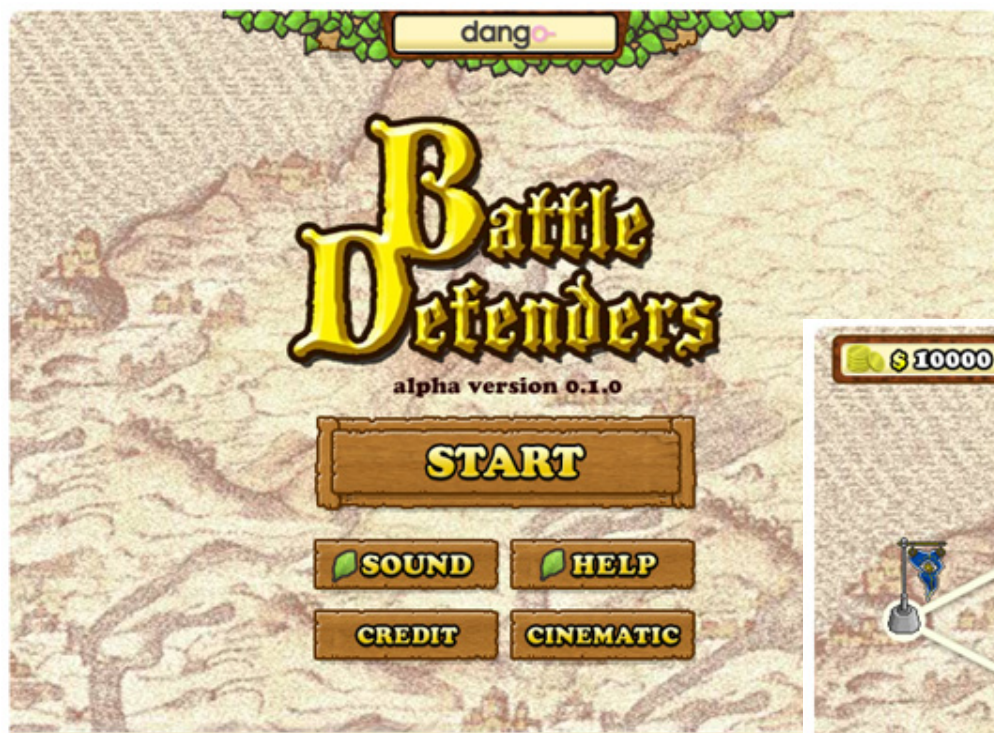 dango
Battle
Defenders
alpha version 0.1.0
START
SOUND
HELP
CREDIT
CINEMATIC
$ 10000